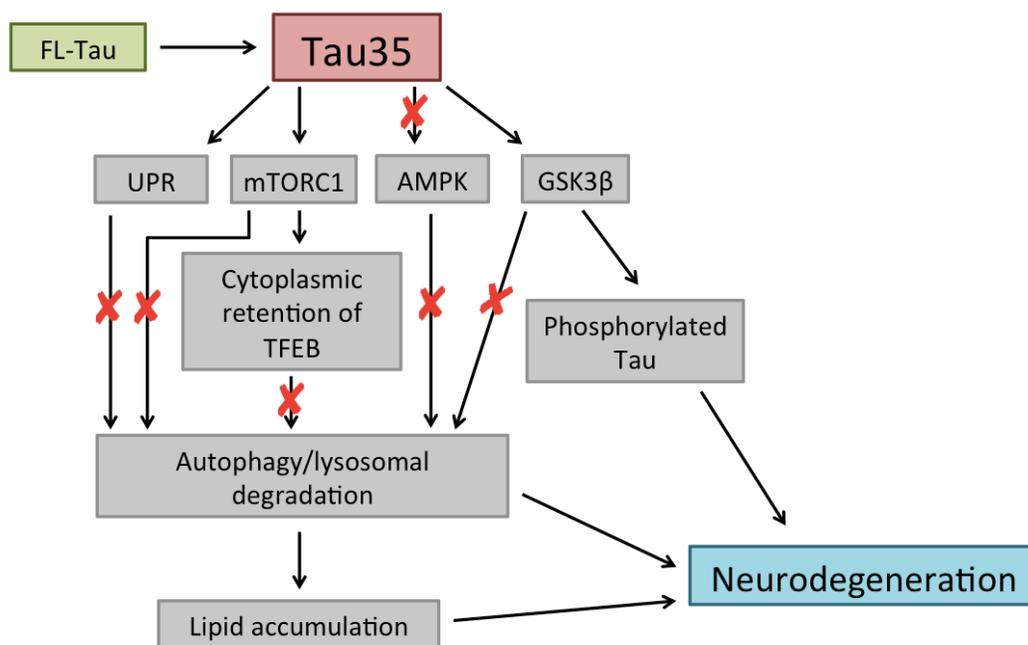 FL-Tau
Tau35
UPR
mTORC1
AMPK
GSK3β
Cytoplasmic
retention of
TFEB
Phosphorylated
Tau
Autophagy/lysosomal
degradation
Neurodegeneration
Lipid accumulation